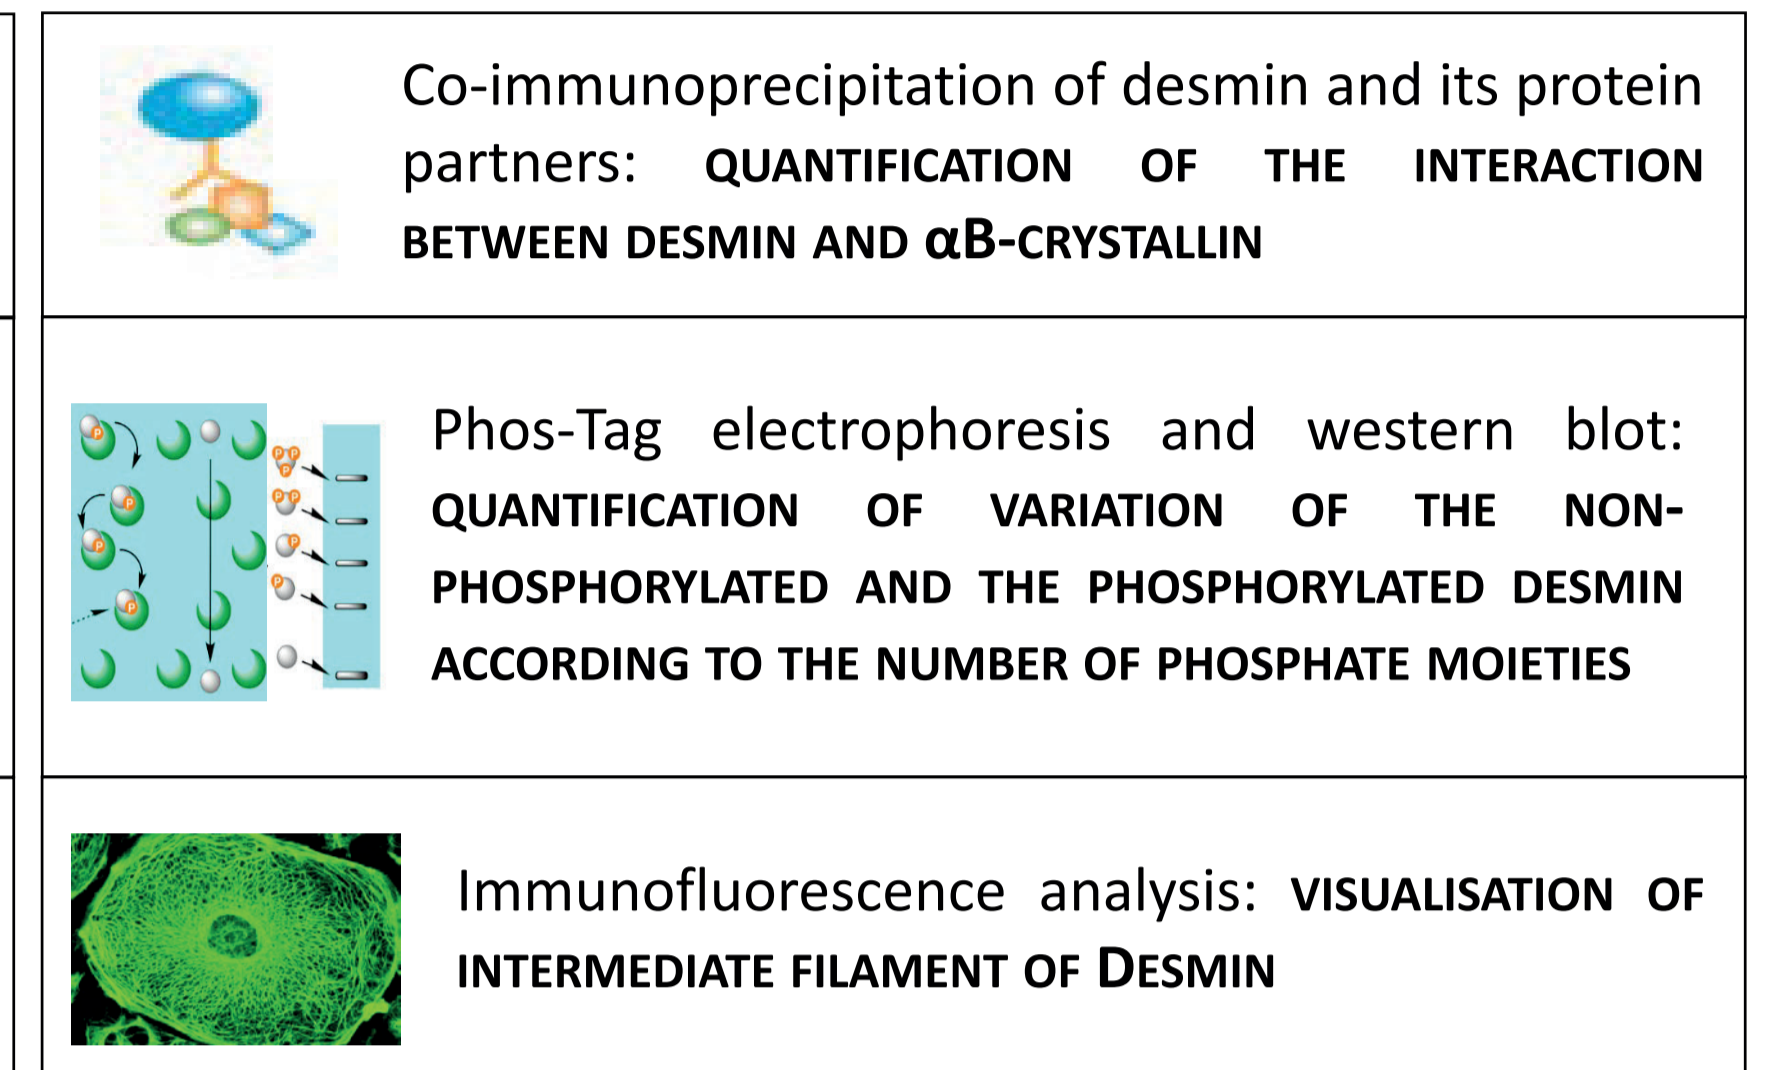 Co-immunoprecipitation of desmin and its protein
partners: QUANTIFICATION OF THE INTERACTION
BETWEEN DESMIN AND αB-CRYSTALLIN
P
P
P
P
P P
P
P P
P
P
Phos-Tag electrophoresis and western blot:
QUANTIFICATION OF VARIATION OF THE NON-
PHOSPHORYLATED AND THE PHOSPHORYLATED DESMIN
ACCORDING TO THE NUMBER OF PHOSPHATE MOIETIES
Immunofluorescence analysis: VISUALISATION OF
INTERMEDIATE FILAMENT OF DESMIN